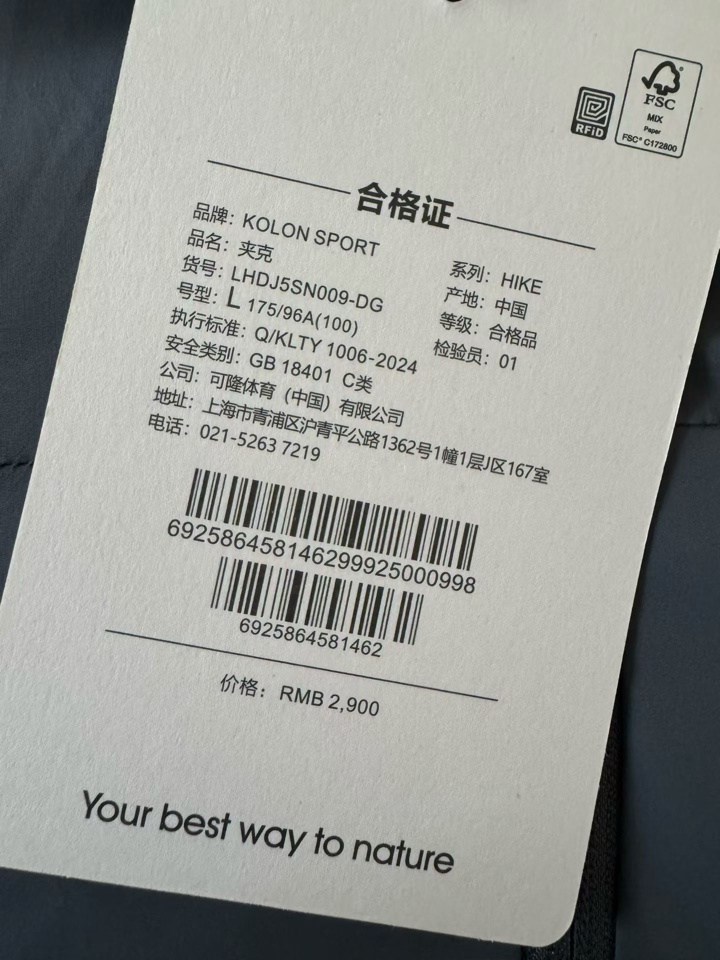 RFID
FSC
MIX
Paper
FSC® C172800
合格证
品牌：KOLON SPORT
品名：夹克
货号：LHDJ5SN009-DG
号型：L 175/96A(100)
执行标准：Q/KLTY 1006-2024
安全类别：GB 18401 C类
公司：可隆体育（中国）有限公司
地址：上海市青浦区沪青平公路1362号1幢1层J区167室
电话：021-5263 7219
系列：HIKE
产地：中国
等级：合格品
检验员：01
692586458146299925000998
6925864581462
价格：RMB 2,900
Your best way to nature